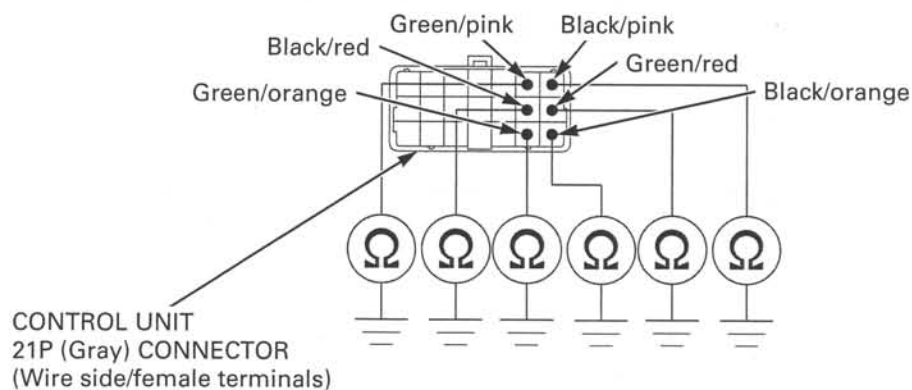 Green/pink
Black/pink
Black/red
Green/red
Green/orange
Black/orange
Ω Ω Ω Ω Ω Ω
CONTROL UNIT
21P (Gray) CONNECTOR
(Wire side/female terminals)